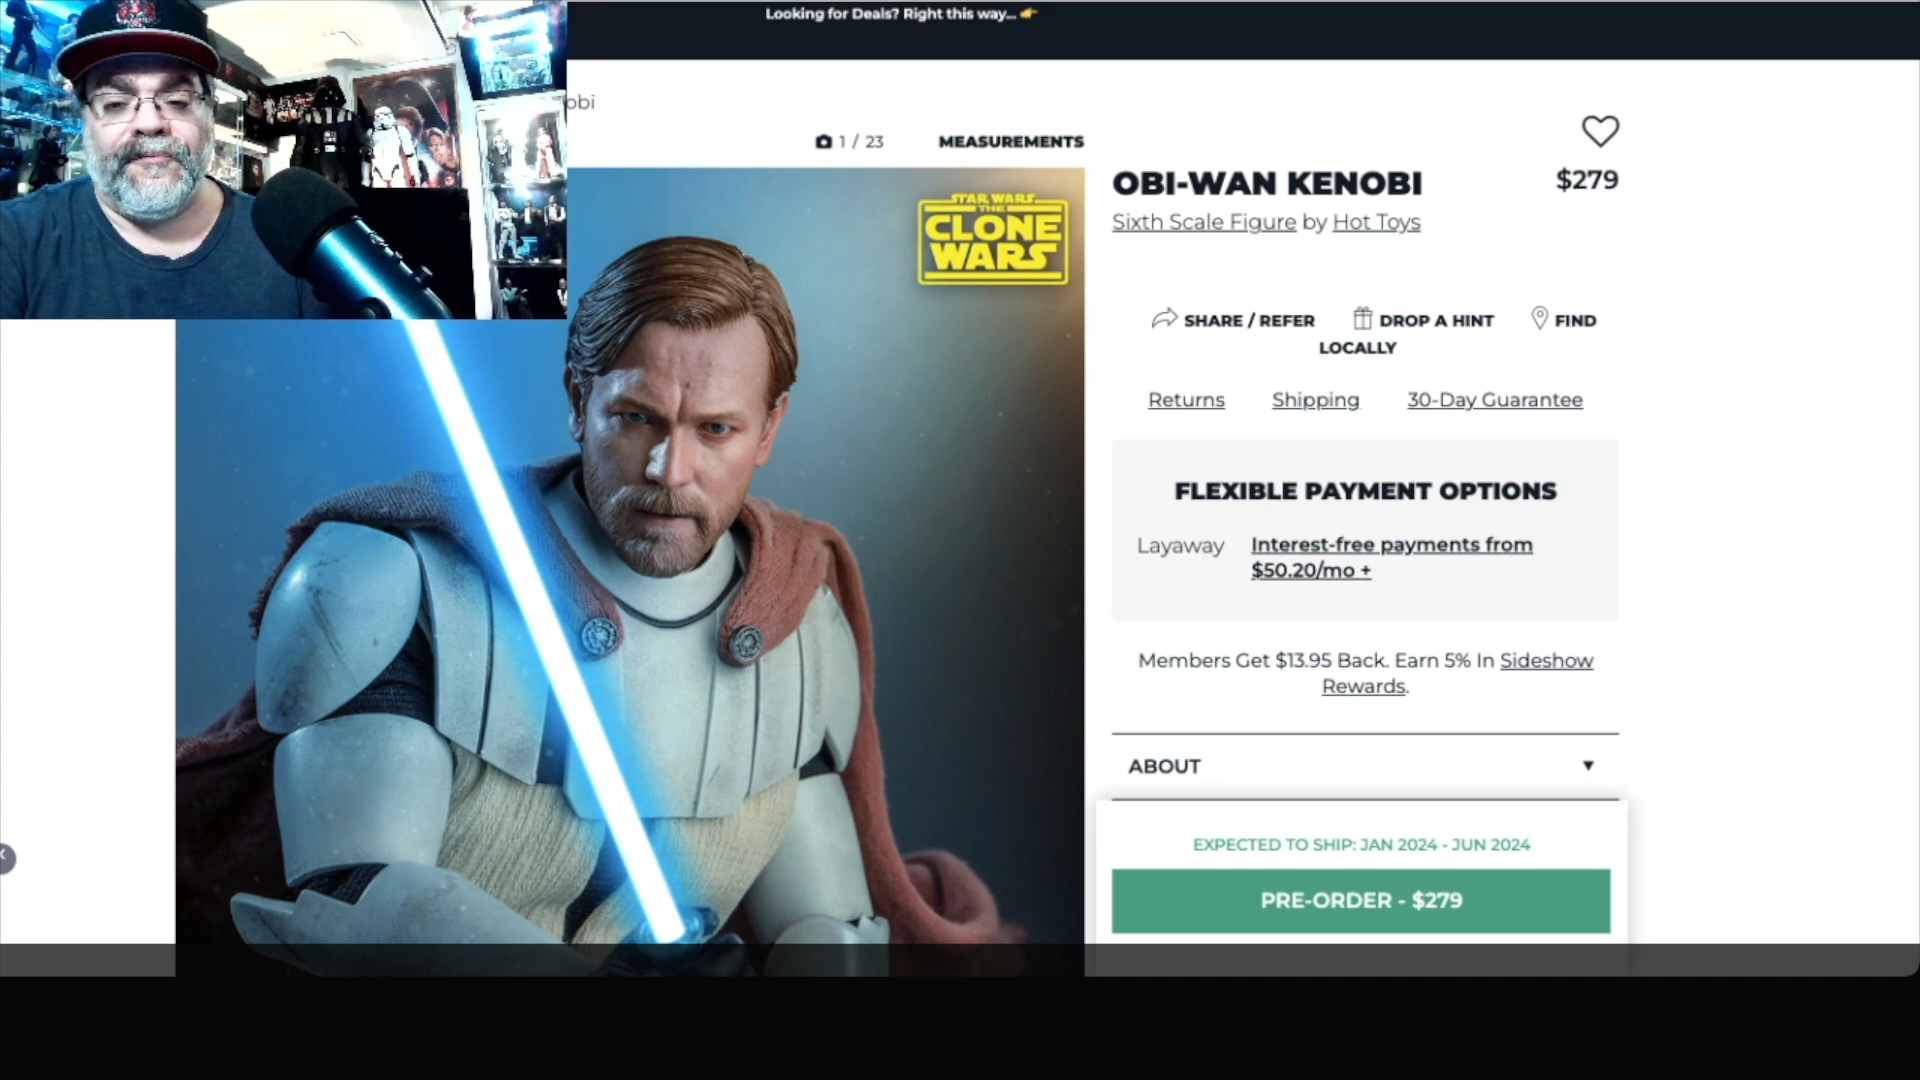 Looking for Deals? Right this way... 👉
obi
1 / 23
MEASUREMENTS
STAR WARS
THE
CLONE
WARS
OBI-WAN KENOBI
$279
Sixth Scale Figure by Hot Toys
SHARE / REFER
DROP A HINT
FIND
LOCALLY
Returns
Shipping
30-Day Guarantee
FLEXIBLE PAYMENT OPTIONS
Layaway
Interest-free payments from
$50.20/mo +
Members Get $13.95 Back. Earn 5% In Sideshow
Rewards.
ABOUT
EXPECTED TO SHIP: JAN 2024 - JUN 2024
PRE-ORDER - $279